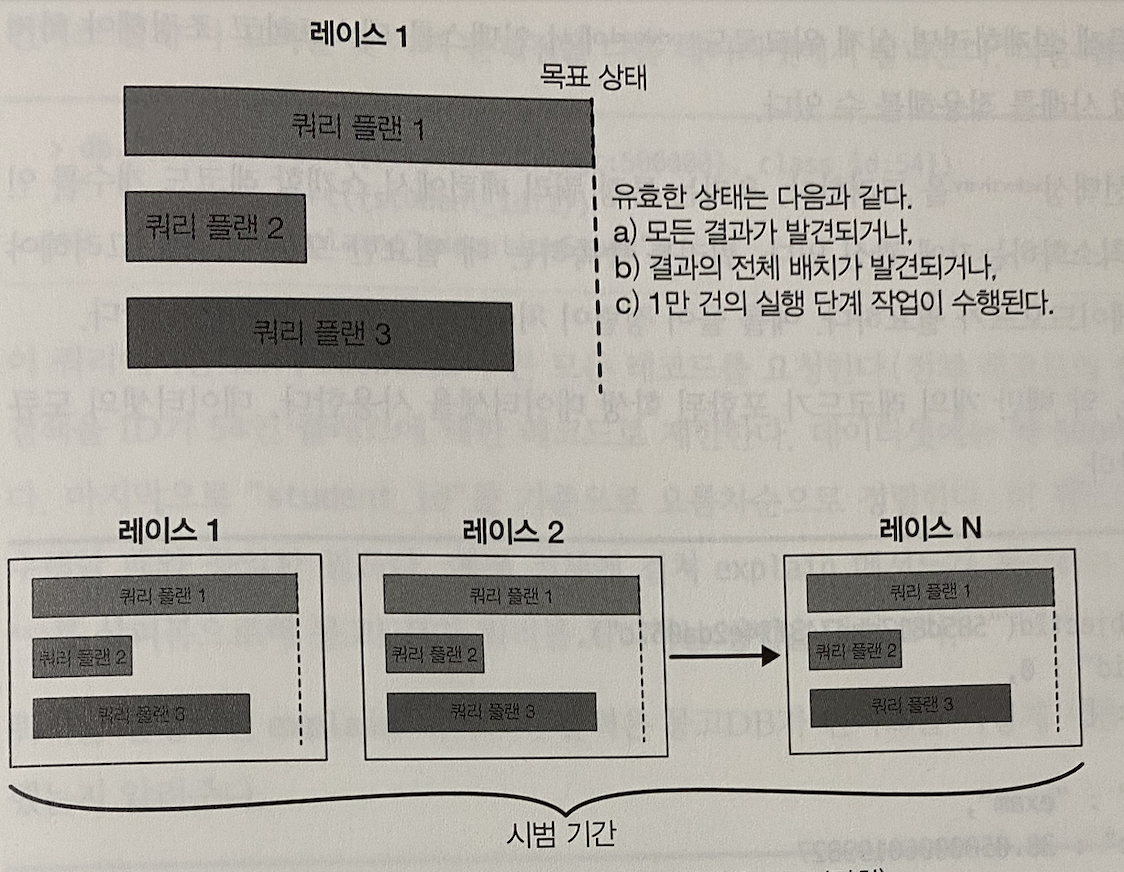 레이스 1
목표 상태
쿼리 플랜 1
쿼리 플랜 2
쿼리 플랜 3
유효한 상태는 다음과 같다.
a) 모든 결과가 발견되거나,
b) 결과의 전체 배치가 발견되거나,
c) 1만 건의 실행 단계 작업이 수행된다.
레이스 1
쿼리 플랜 1
쿼리 플랜 2
쿼리 플랜 3
레이스 2
쿼리 플랜 1
쿼리 플랜 2
쿼리 플랜 3
레이스 N
쿼리 플랜 1
쿼리 플랜 2
쿼리 플랜 3
시범 기간